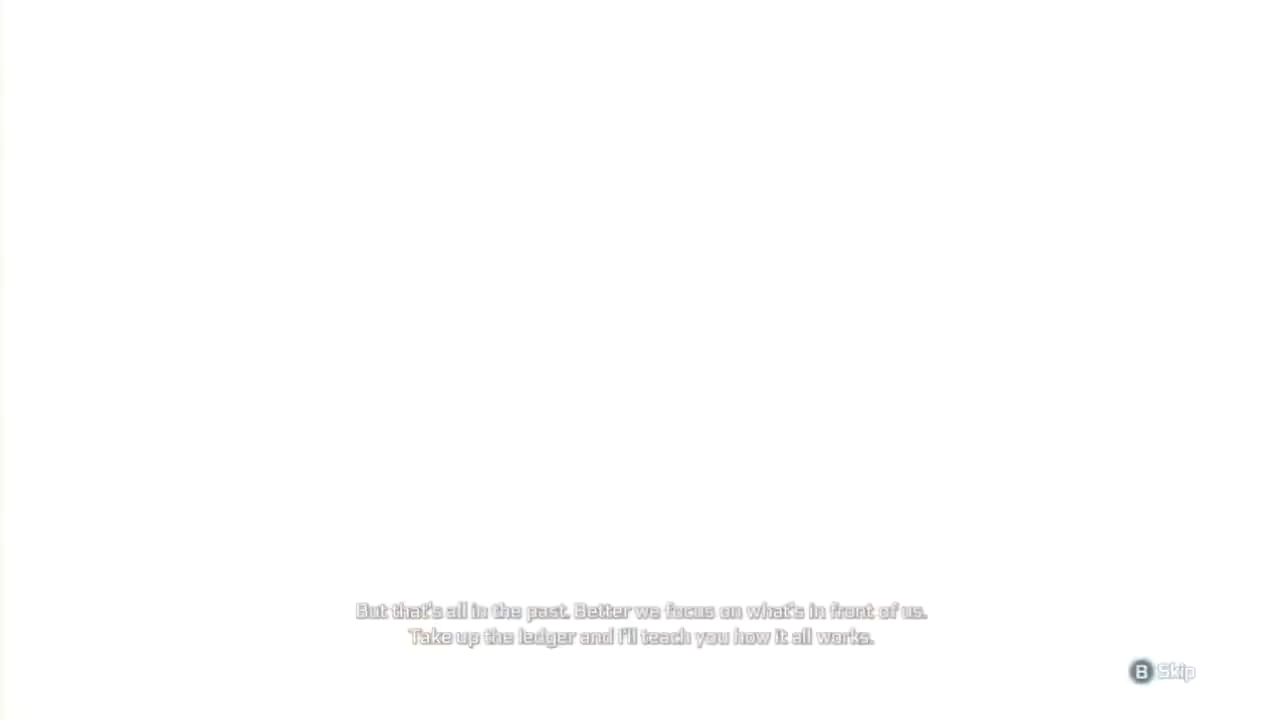 But that's all in the past. Better we focus on what's in front of us.
Take up the ledger and I'll teach you how it all works.
B Skip